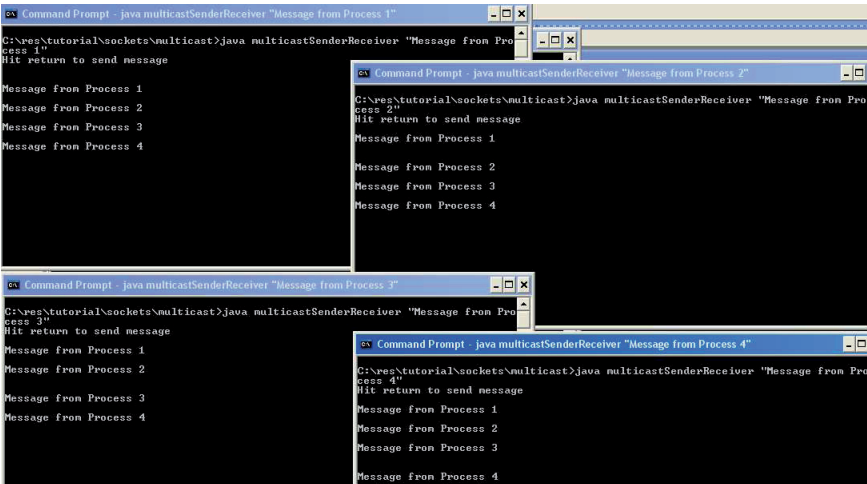 Command Prompt - java multicastSenderReceiver "Message from Process 1"
C:\res\tutorial\sockets\multicast>java multicastSenderReceiver "Message from Pro
cess 1"
Hit return to send message
Message from Process 1
Message from Process 2
Message from Process 3
Message from Process 4
Command Prompt - java multicastSenderReceiver "Message from Process 2"
C:\res\tutorial\sockets\multicast>java multicastSenderReceiver "Message from Pro
cess 2"
Hit return to send message
Message from Process 1
Message from Process 2
Message from Process 3
Message from Process 4
Command Prompt - java multicastSenderReceiver "Message from Process 3"
C:\res\tutorial\sockets\multicast>java multicastSenderReceiver "Message from Pro
cess 3"
Hit return to send message
Message from Process 1
Message from Process 2
Message from Process 3
Message from Process 4
Command Prompt - java multicastSenderReceiver "Message from Process 4"
C:\res\tutorial\sockets\multicast>java multicastSenderReceiver "Message from Pro
cess 4"
Hit return to send message
Message from Process 1
Message from Process 2
Message from Process 3
Message from Process 4